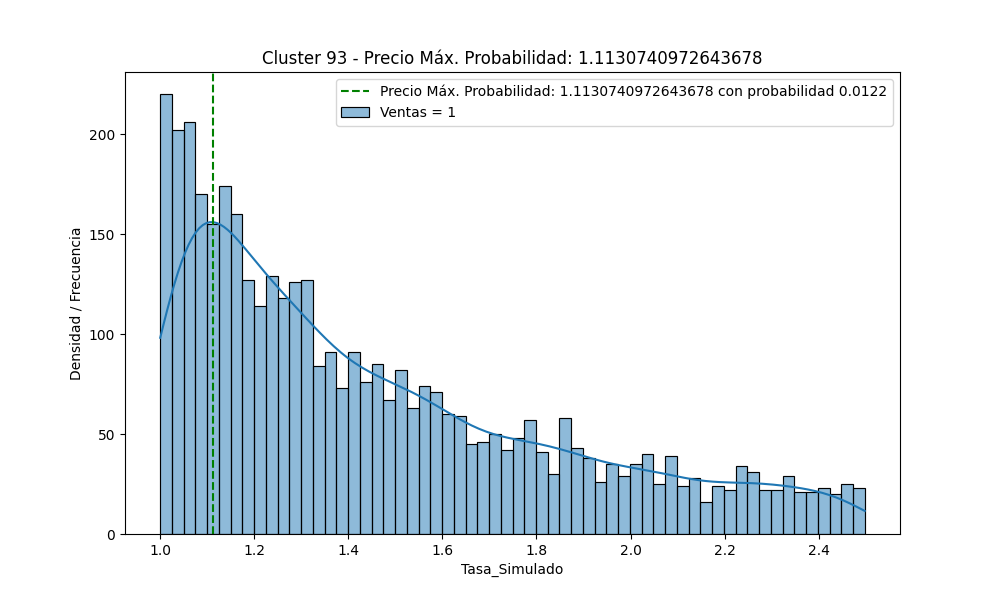 Cluster 93 - Precio Máx. Probabilidad: 1.1130740972643678
Precio Máx. Probabilidad: 1.1130740972643678 con probabilidad 0.0122
Ventas = 1
Densidad / Frecuencia
200
150
100
50
0
1.0 1.2 1.4 1.6 1.8 2.0 2.2 2.4
Tasa_Simulado